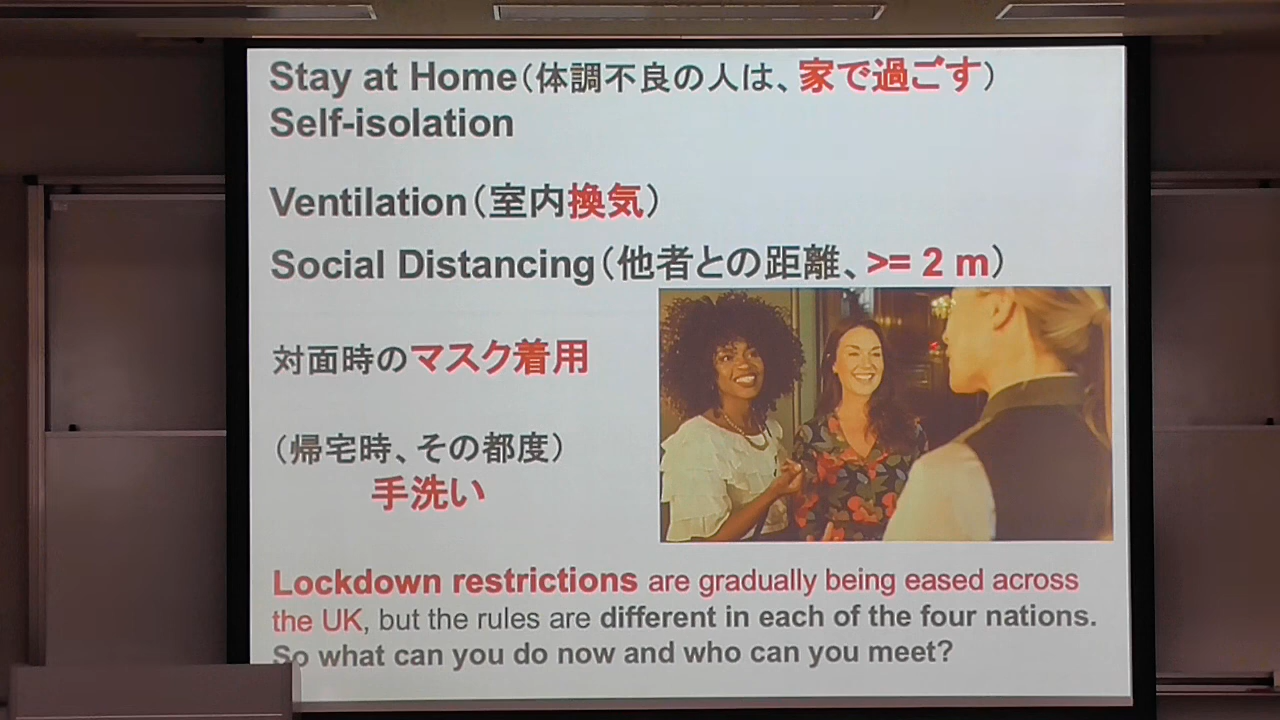 Stay at Home（体調不良の人は、家で過ごす）
Self-isolation
Ventilation（室内換気）
Social Distancing（他者との距離、>= 2 m）
対面時のマスク着用
（帰宅時、その都度）
手洗い
Lockdown restrictions are gradually being eased across
the UK, but the rules are different in each of the four nations.
So what can you do now and who can you meet?